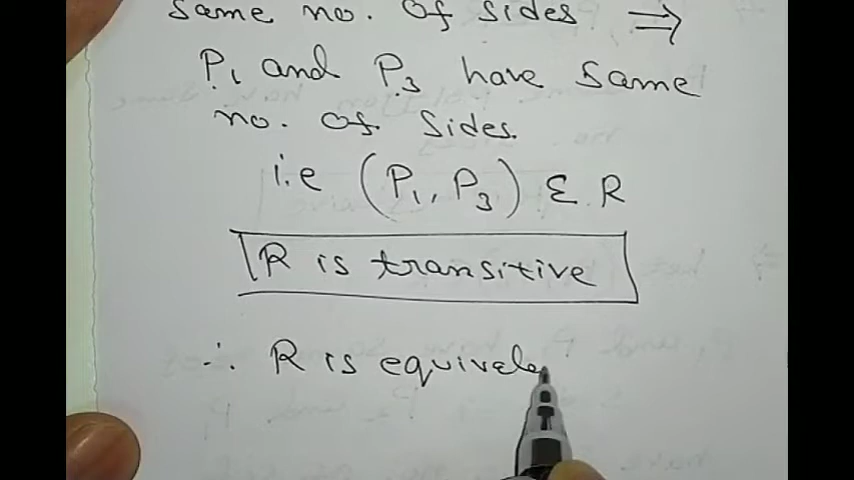 same no. of sides ⇒
P₁ and P₃ have same
no. of sides.
i.e (P₁, P₃) ε R
R is transitive
∴ R is equivale